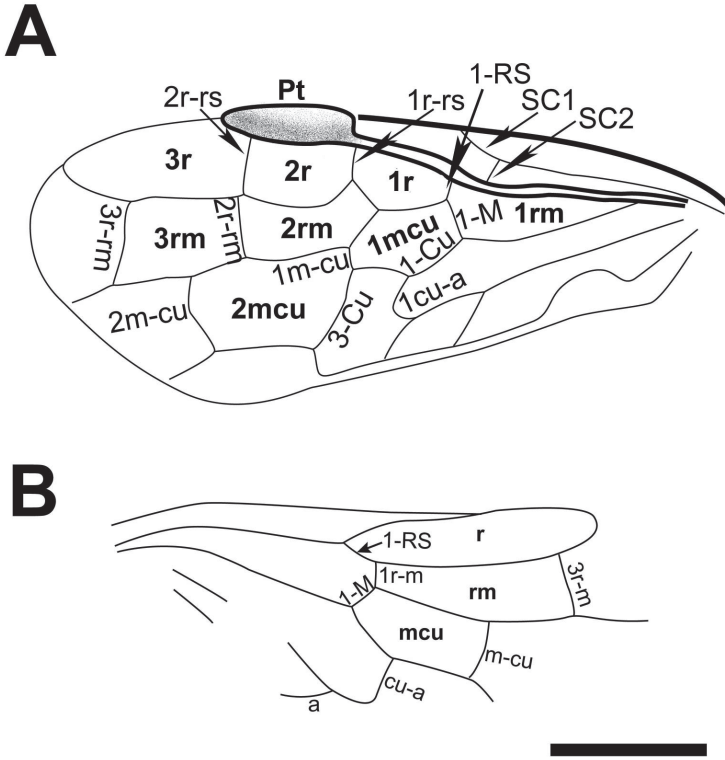 A
Pt
2r-rs
1r-rs
1-RS
SC1
SC2
3r
2r
1r
3r-rm
3rm
2r-rm
2rm
1mcu
1-M
1rm
1m-cu
1-Cu
1cu-a
2m-cu
2mcu
3-Cu
B
1-RS
r
1r-m
1-M
rm
3r-m
mcu
m-cu
cu-a
a